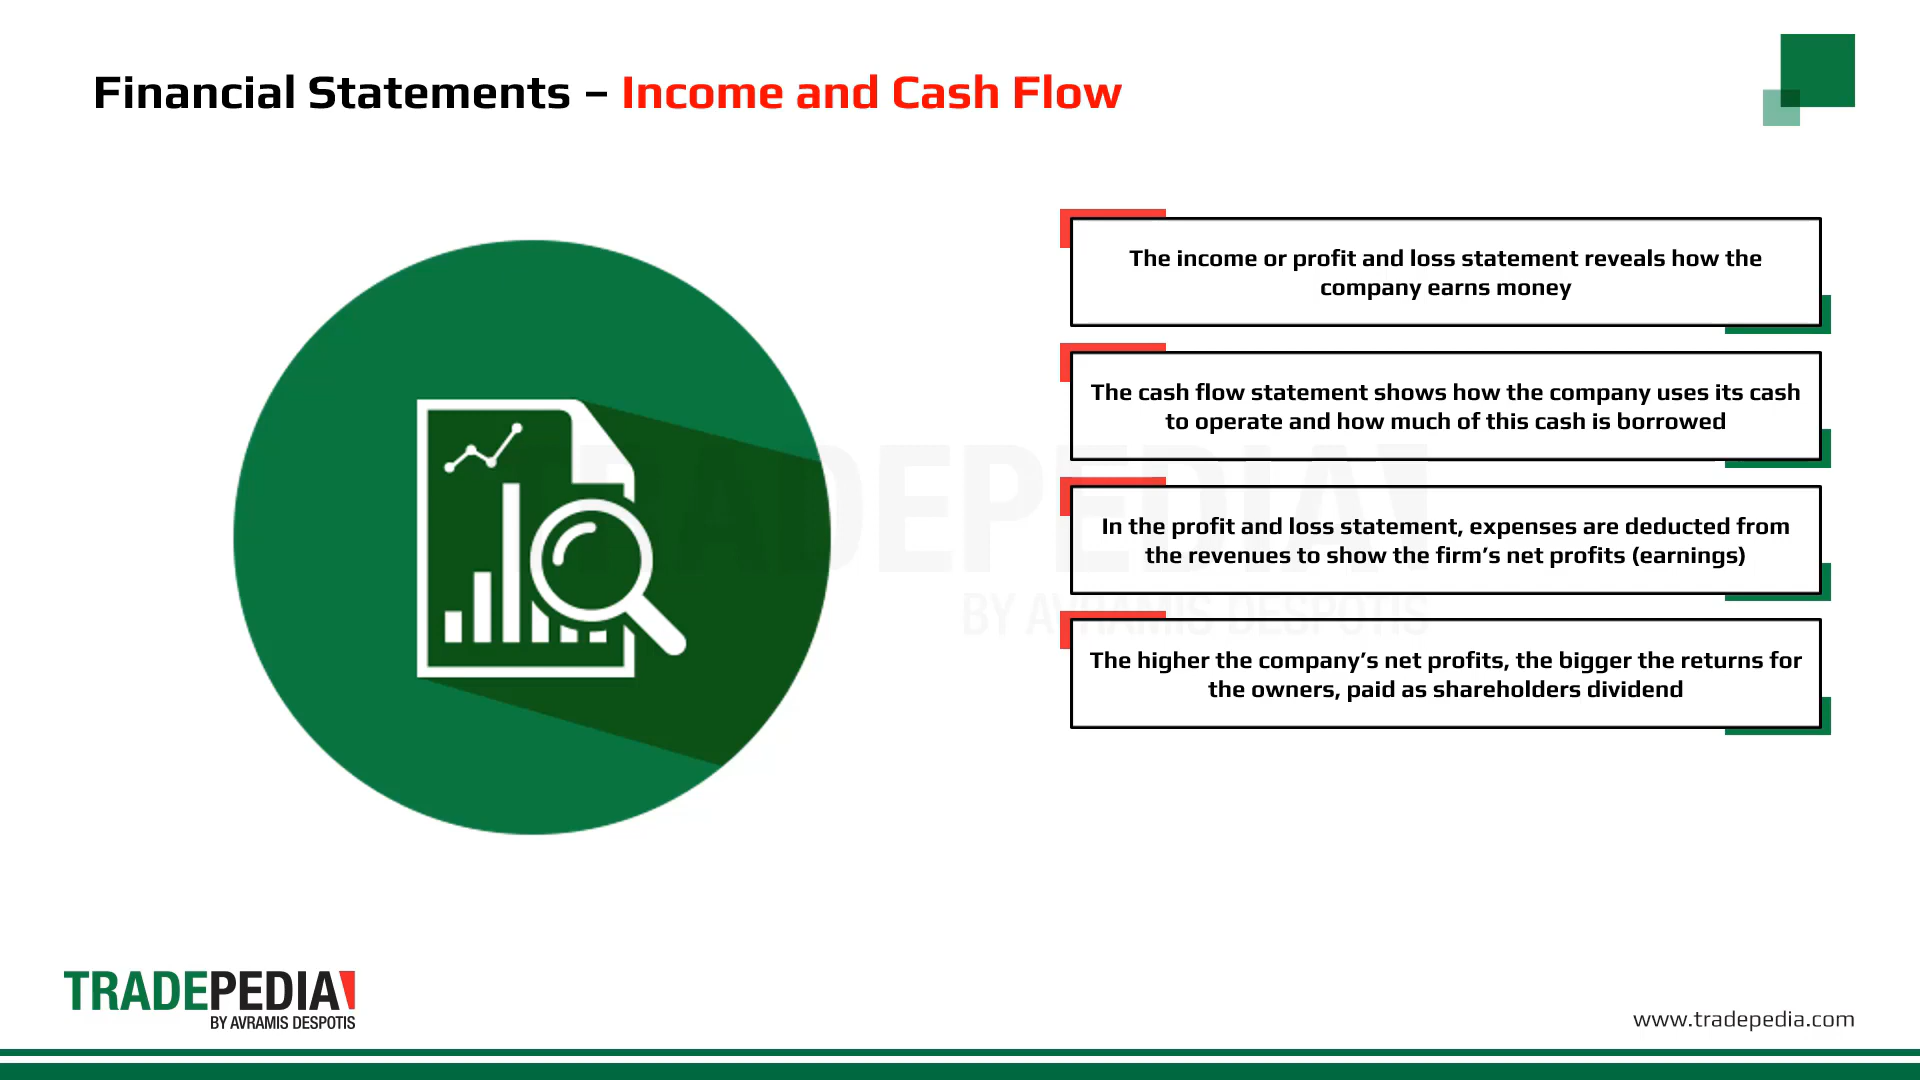 Financial Statements – Income and Cash Flow
The income or profit and loss statement reveals how the
company earns money
The cash flow statement shows how the company uses its cash
to operate and how much of this cash is borrowed
In the profit and loss statement, expenses are deducted from
the revenues to show the firm’s net profits (earnings)
The higher the company’s net profits, the bigger the returns for
the owners, paid as shareholders dividend
TRADEPEDIA
BY AVRAMIS DESPOTIS
TRADEPEDIA
BY AVRAMIS DESPOTIS
www.tradepedia.com